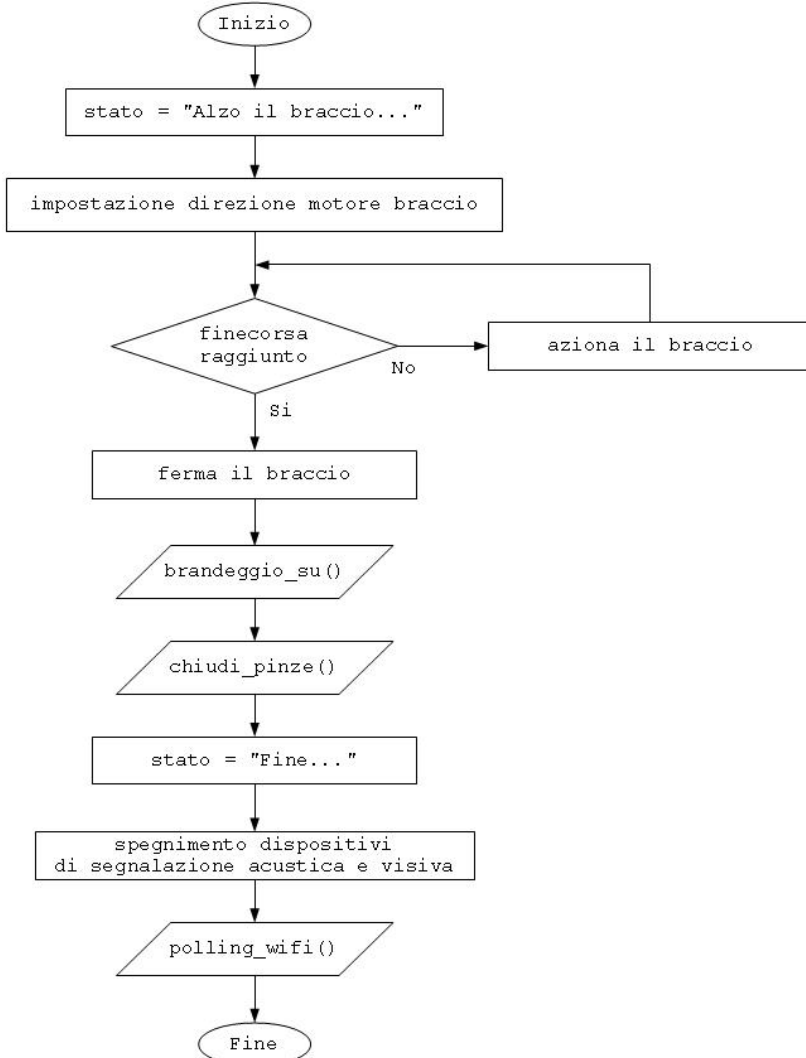 Inizio
stato = "Alzo il braccio..."
impostazione direzione motore braccio
finecorsa
raggiunto
No
aziona il braccio
Si
ferma il braccio
brandeggio_su()
chiudi_pinze()
stato = "Fine..."
spegnimento dispositivi
di segnalazione acustica e visiva
polling_wifi()
Fine